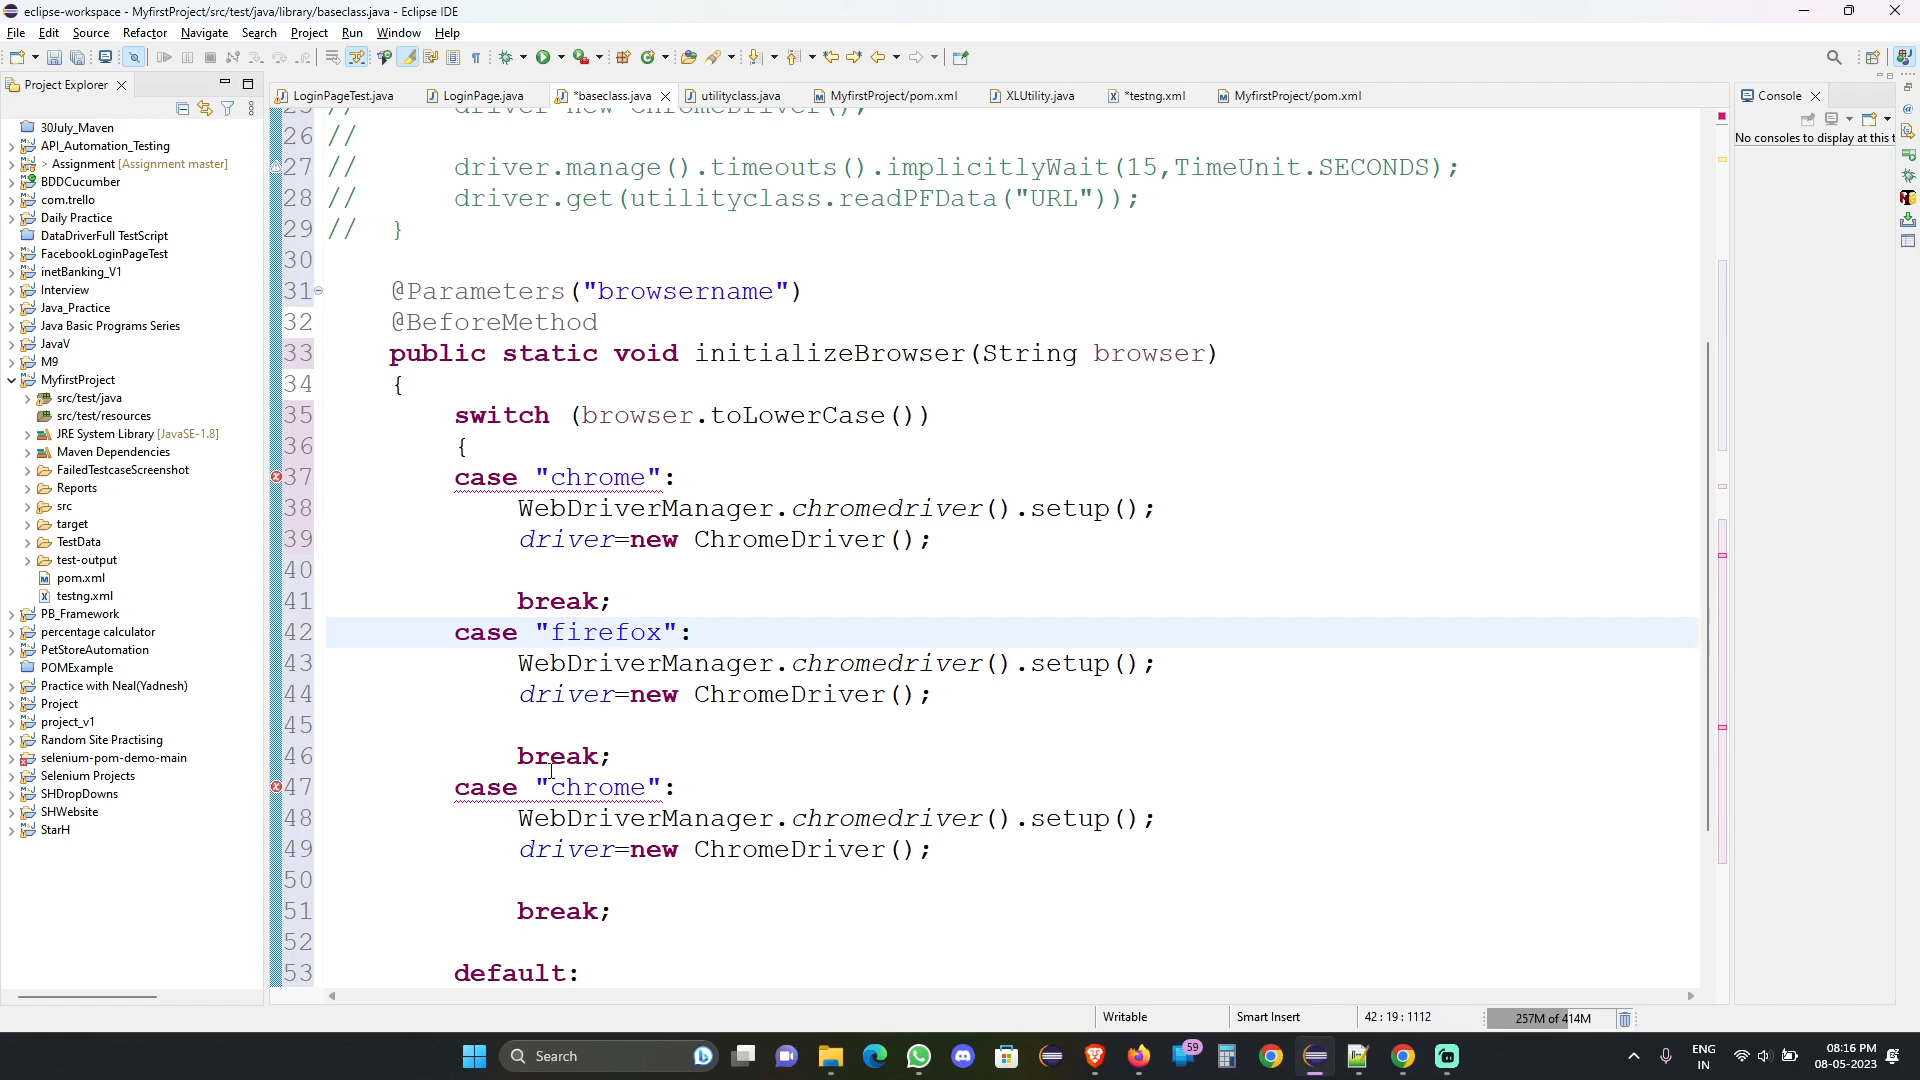 eclipse-workspace - MyfirstProject/src/test/java/library/baseclass.java - Eclipse IDE
File Edit Source Refactor Navigate Search Project Run Window Help
Project Explorer
LoginPageTest.java
LoginPage.java
*baseclass.java
utilityclass.java
MyfirstProject/pom.xml
XLUtility.java
*testng.xml
MyfirstProject/pom.xml
Console
No consoles to display at this t
30July_Maven
API_Automation_Testing
> Assignment [Assignment master]
BDDCucumber
com.trello
Daily Practice
DataDriverFull TestScript
FacebookLoginPageTest
inetBanking_V1
Interview
Java_Practice
Java Basic Programs Series
JavaV
M9
MyfirstProject
src/test/java
src/test/resources
JRE System Library [JavaSE-1.8]
Maven Dependencies
FailedTestcaseScreenshot
Reports
src
target
TestData
test-output
pom.xml
testng.xml
PB_Framework
percentage calculator
PetStoreAutomation
POMExample
Practice with Neal(Yadnesh)
Project
project_v1
Random Site Practising
selenium-pom-demo-main
Selenium Projects
SHDropDowns
SHWebsite
StarH
25 // driver=new ChromeDriver();
26 //
27 // driver.manage().timeouts().implicitlyWait(15,TimeUnit.SECONDS);
28 // driver.get(utilityclass.readPFData("URL"));
29 // }
30
31 @Parameters("browsername")
32 @BeforeMethod
33 public static void initializeBrowser(String browser)
34 {
35 switch (browser.toLowerCase())
36 {
37 case "chrome":
38 WebDriverManager.chromedriver().setup();
39 driver=new ChromeDriver();
40
41 break;
42 case "firefox":
43 WebDriverManager.chromedriver().setup();
44 driver=new ChromeDriver();
45
46 break;
47 case "chrome":
48 WebDriverManager.chromedriver().setup();
49 driver=new ChromeDriver();
50
51 break;
52
53 default:
Writable
Smart Insert
42 : 19 : 1112
257M of 414M
Search
59
ENG
IN
08:16 PM
08-05-2023